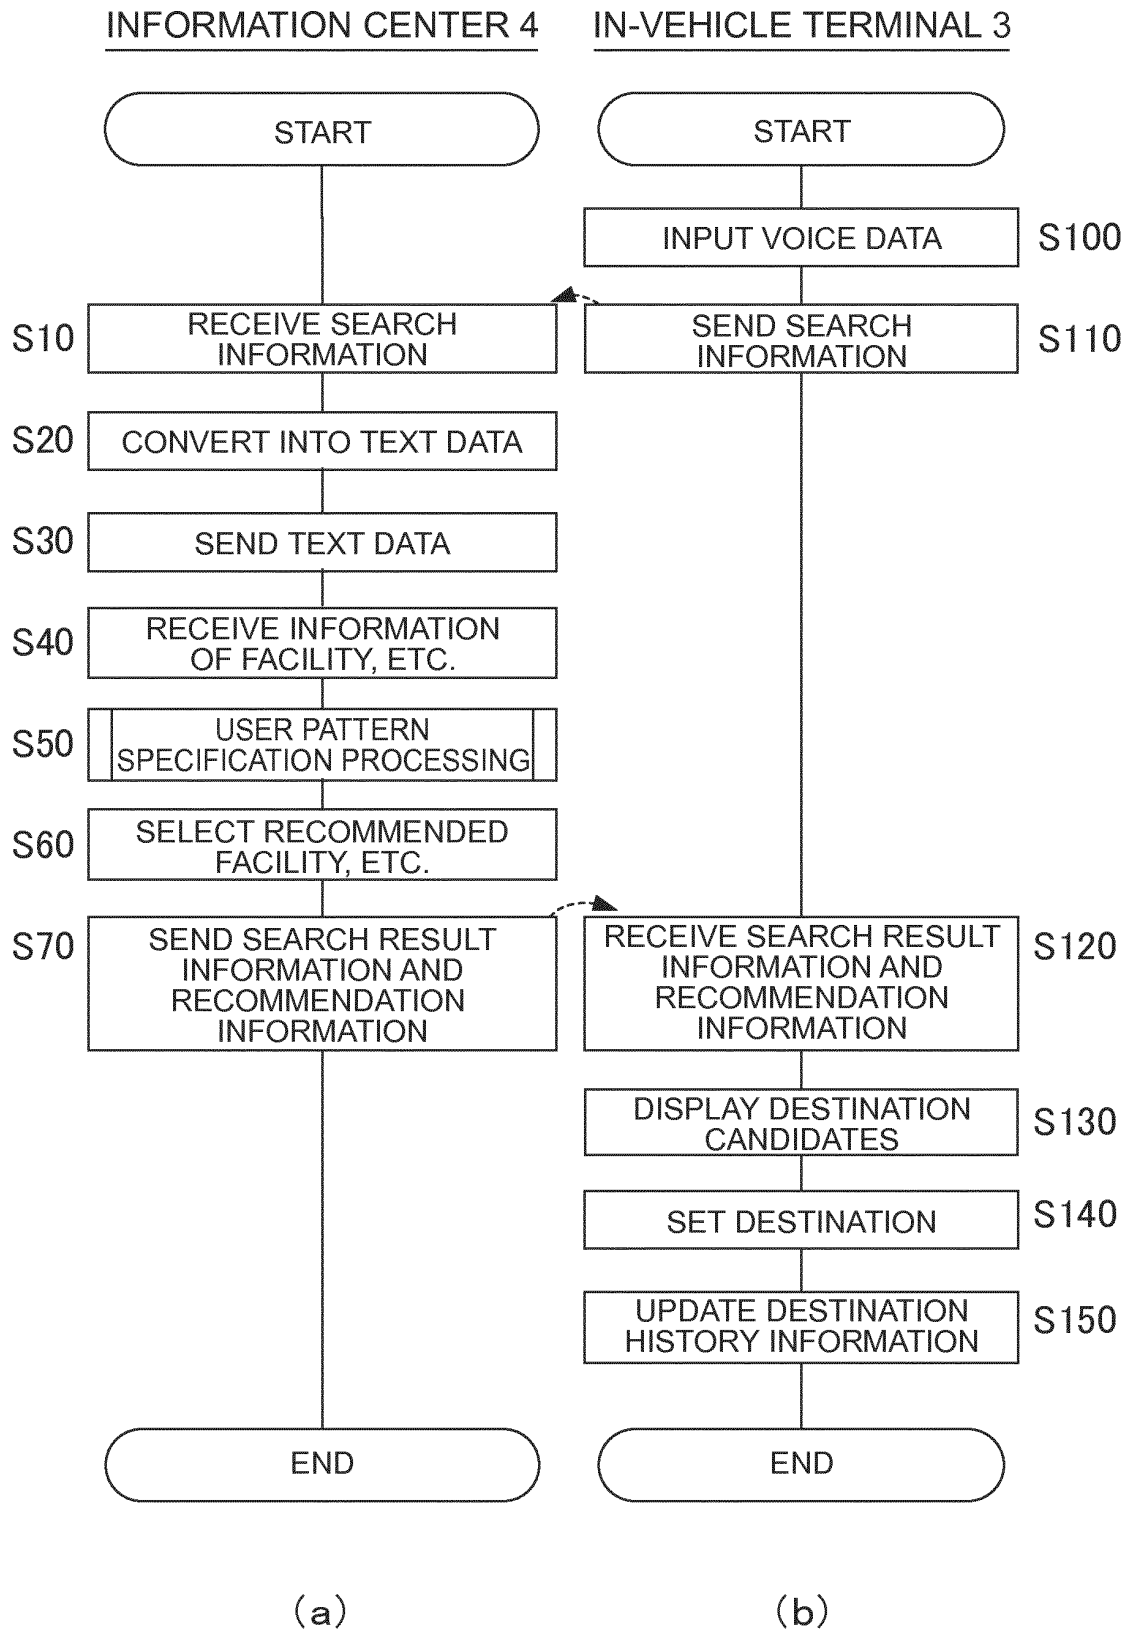 INFORMATION CENTER 4
START
S10
RECEIVE SEARCH
INFORMATION
S20
CONVERT INTO TEXT DATA
S30
SEND TEXT DATA
S40
RECEIVE INFORMATION
OF FACILITY, ETC.
S50
USER PATTERN
SPECIFICATION PROCESSING
S60
SELECT RECOMMENDED
FACILITY, ETC.
S70
SEND SEARCH RESULT
INFORMATION AND
RECOMMENDATION
INFORMATION
END
(a)
IN-VEHICLE TERMINAL 3
START
INPUT VOICE DATA
S100
SEND SEARCH
INFORMATION
S110
RECEIVE SEARCH RESULT
INFORMATION AND
RECOMMENDATION
INFORMATION
S120
DISPLAY DESTINATION
CANDIDATES
S130
SET DESTINATION
S140
UPDATE DESTINATION
HISTORY INFORMATION
S150
END
(b)